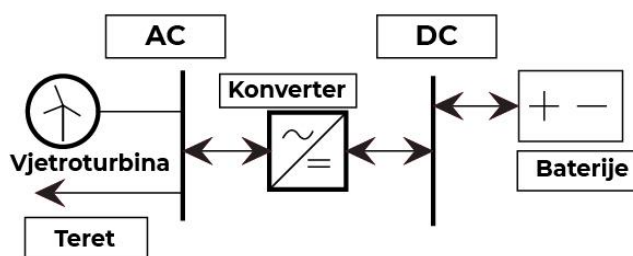 AC
DC
Konverter
Vjetroturbina
Baterije
Teret